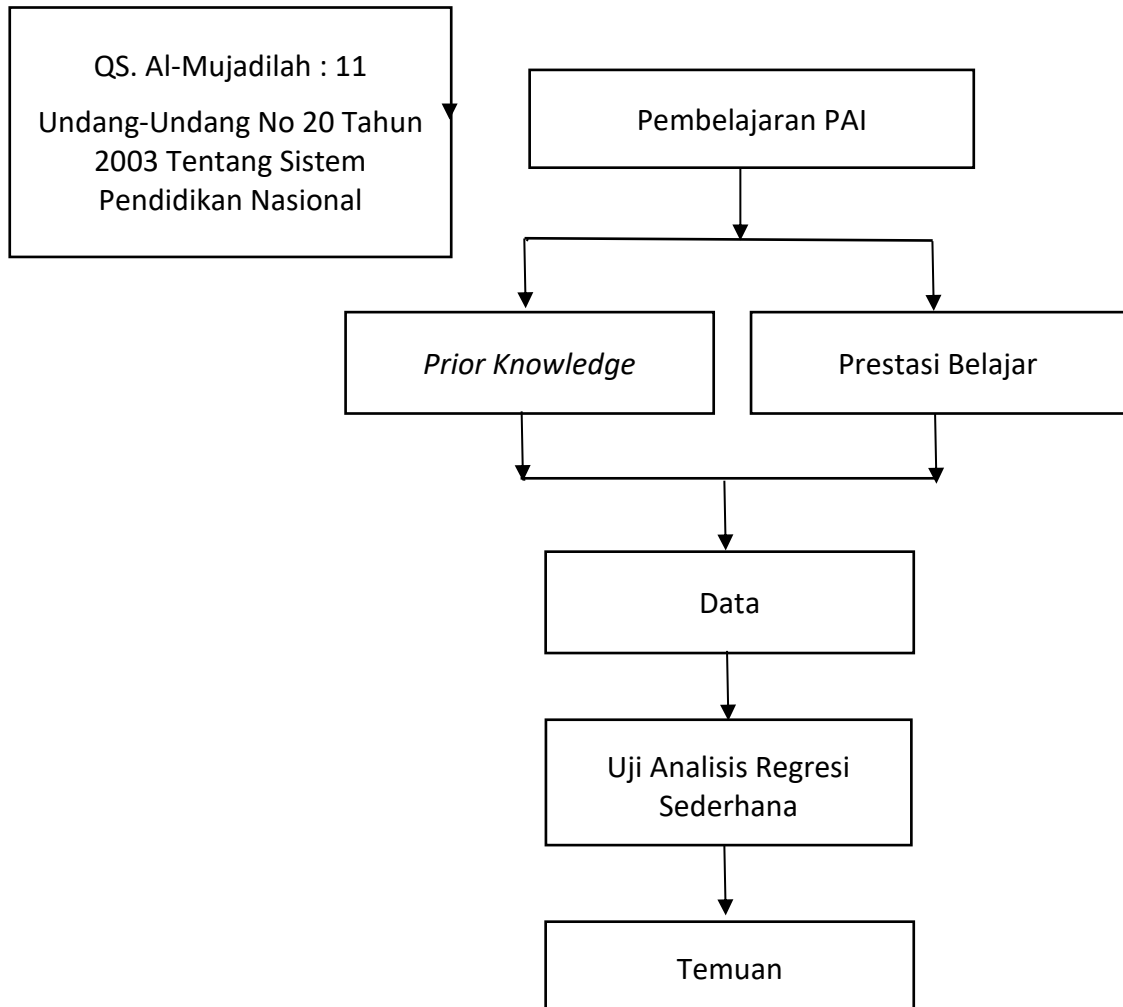 QS. Al-Mujadilah : 11
Undang-Undang No 20 Tahun
2003 Tentang Sistem
Pendidikan Nasional
Pembelajaran PAI
Prior Knowledge
Prestasi Belajar
Data
Uji Analisis Regresi
Sederhana
Temuan